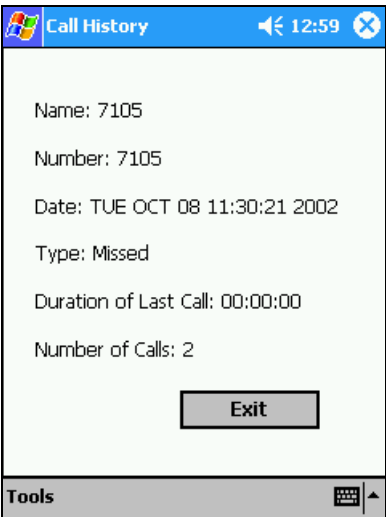 Call History 12:59
Name: 7105
Number: 7105
Date: TUE OCT 08 11:30:21 2002
Type: Missed
Duration of Last Call: 00:00:00
Number of Calls: 2
Exit
Tools